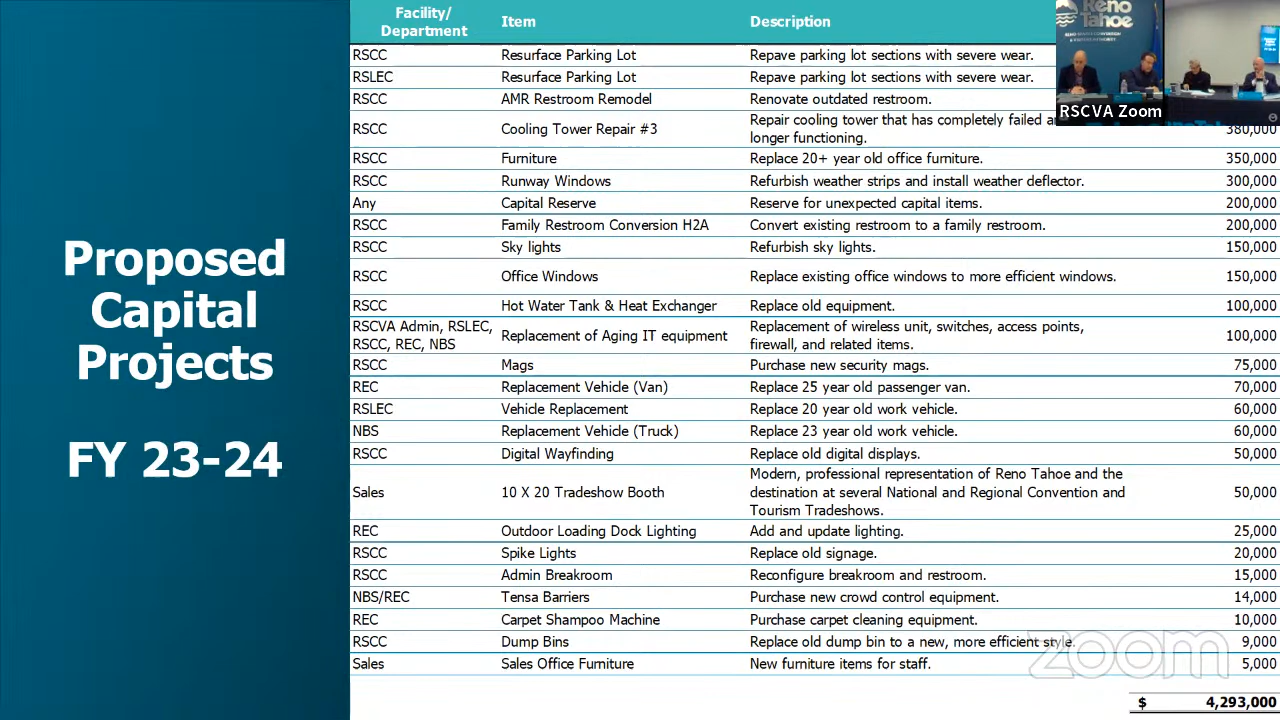 Proposed
Capital
Projects
FY 23-24
Facility/
Department Item Description
RSCC Resurface Parking Lot Repave parking lot sections with severe wear.
RSLEC Resurface Parking Lot Repave parking lot sections with severe wear.
RSCC AMR Restroom Remodel Renovate outdated restroom.
RSCC Cooling Tower Repair #3 Repair cooling tower that has completely failed
longer functioning. 380,000
RSCC Furniture Replace 20+ year old office furniture. 350,000
RSCC Runway Windows Refurbish weather strips and install weather deflector. 300,000
Any Capital Reserve Reserve for unexpected capital items. 200,000
RSCC Family Restroom Conversion H2A Convert existing restroom to a family restroom. 200,000
RSCC Sky lights Refurbish sky lights. 150,000
RSCC Office Windows Replace existing office windows to more efficient windows. 150,000
RSCC Hot Water Tank & Heat Exchanger Replace old equipment. 100,000
RSCVA Admin, RSLEC,
RSCC, REC, NBS Replacement of Aging IT equipment Replacement of wireless unit, switches, access points,
firewall, and related items. 100,000
RSCC Mags Purchase new security mags. 75,000
REC Replacement Vehicle (Van) Replace 25 year old passenger van. 70,000
RSLEC Vehicle Replacement Replace 20 year old work vehicle. 60,000
NBS Replacement Vehicle (Truck) Replace 23 year old work vehicle. 60,000
RSCC Digital Wayfinding Replace old digital displays. 50,000
Sales 10 X 20 Tradeshow Booth Modern, professional representation of Reno Tahoe and the
destination at several National and Regional Convention and
Tourism Tradeshows. 50,000
REC Outdoor Loading Dock Lighting Add and update lighting. 25,000
RSCC Spike Lights Replace old signage. 20,000
RSCC Admin Breakroom Reconfigure breakroom and restroom. 15,000
NBS/REC Tensa Barriers Purchase new crowd control equipment. 14,000
REC Carpet Shampoo Machine Purchase carpet cleaning equipment. 10,000
RSCC Dump Bins Replace old dump bin to a new, more efficient style. 9,000
Sales Sales Office Furniture New furniture items for staff. 5,000
$ 4,293,000
Reno
Tahoe
RSCVA Zoom
zoom